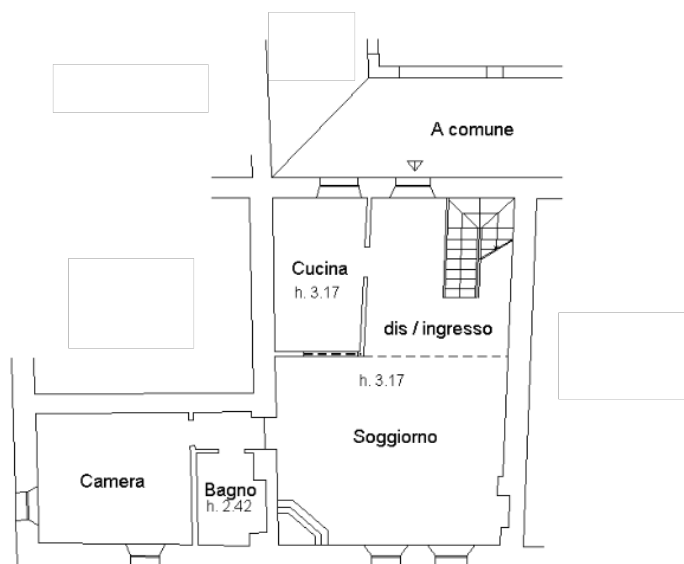 A comune
Cucina
h. 3.17
dis / ingresso
h. 3.17
Soggiorno
Camera
Bagno
h. 2.42